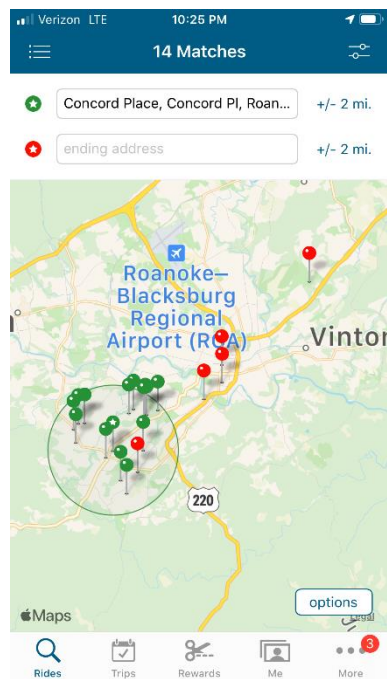 Verizon LTE 10:25 PM
14 Matches
Concord Place, Concord Pl, Roan... +/- 2 mi.
ending address +/- 2 mi.
Roanoke—
Blacksburg
Regional
Airport (ROA)
Vinton
220
options
Maps
Legal
3
Rides Trips Rewards Me More